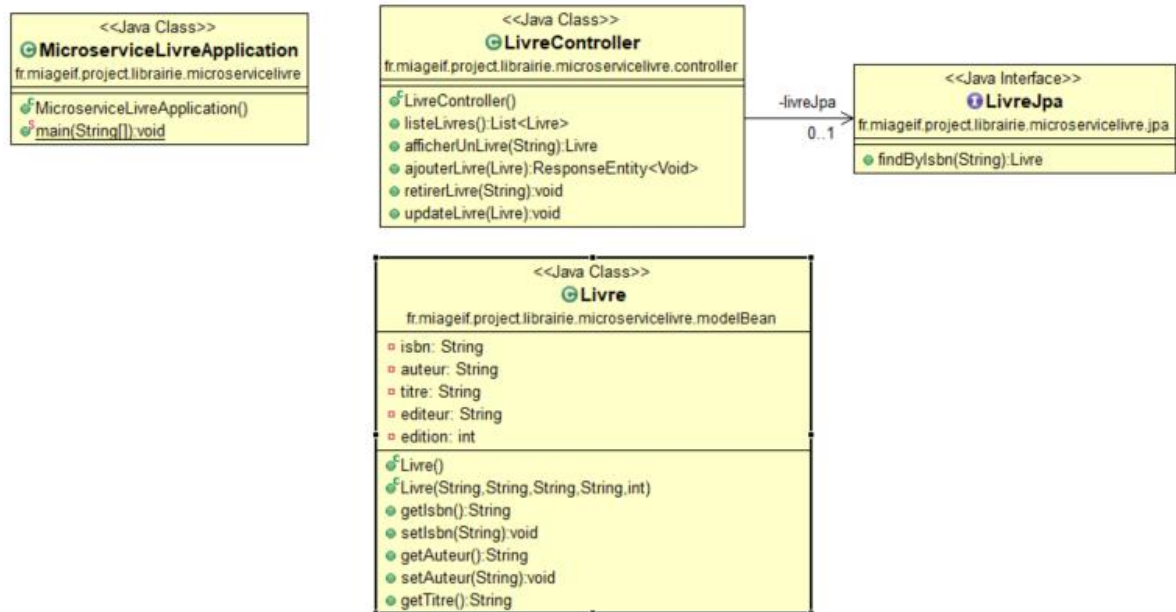 <<Java Class>>
MicroserviceLivreApplication
fr.miageif.project.librairie.microservicelivre
MicroserviceLivreApplication()
main(String[]):void
<<Java Class>>
LivreController
fr.miageif.project.librairie.microservicelivre.controller
LivreController()
listeLivres():List<Livre>
afficherUnLivre(String):Livre
ajouterLivre(Livre):ResponseEntity<Void>
retirerLivre(String):void
updateLivre(Livre):void
-livreJpa
0..1
<<Java Interface>>
LivreJpa
fr.miageif.project.librairie.microservicelivre.jpa
findByIsbn(String):Livre
<<Java Class>>
Livre
fr.miageif.project.librairie.microservicelivre.modelBean
isbn: String
auteur: String
titre: String
editeur: String
edition: int
Livre()
Livre(String,String,String,String,int)
getIsbn():String
setIsbn(String):void
getAuteur():String
setAuteur(String):void
getTitre():String